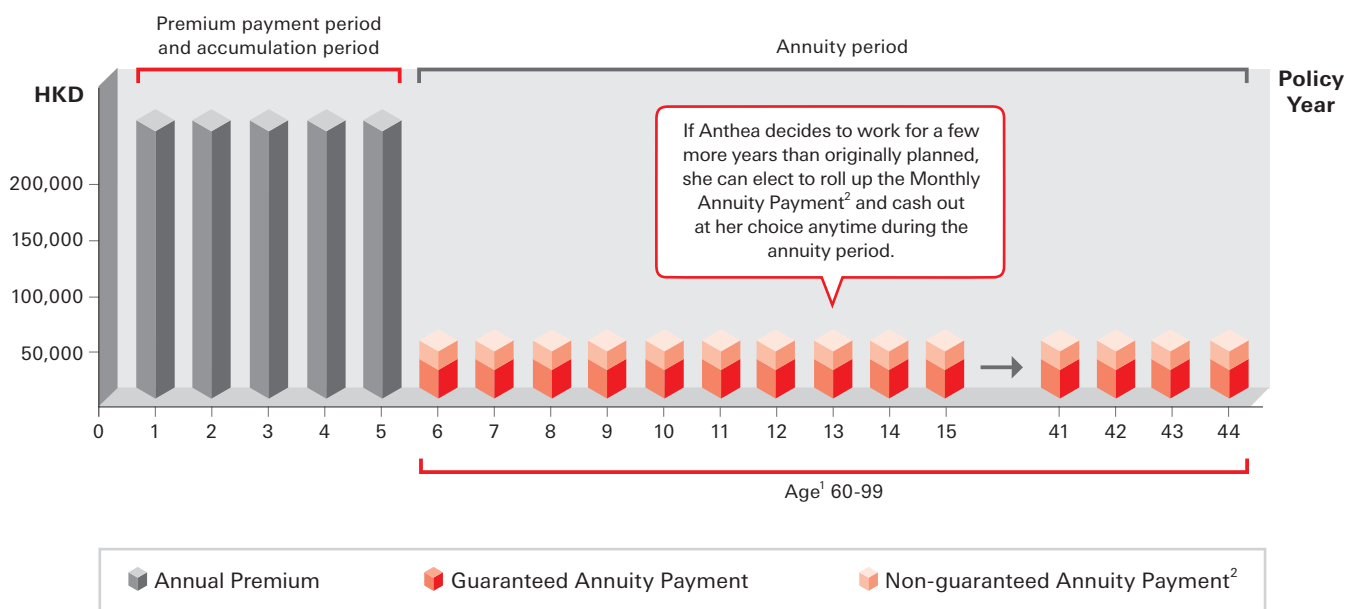 Premium payment period
and accumulation period
Annuity period
HKD
Policy
Year
If Anthea decides to work for a few
more years than originally planned,
she can elect to roll up the Monthly
Annuity Payment² and cash out
at her choice anytime during the
annuity period.
200,000
150,000
100,000
50,000
0 1 2 3 4 5 6 7 8 9 10 11 12 13 14 15 41 42 43 44
Age¹ 60-99
Annual Premium Guaranteed Annuity Payment Non-guaranteed Annuity Payment²